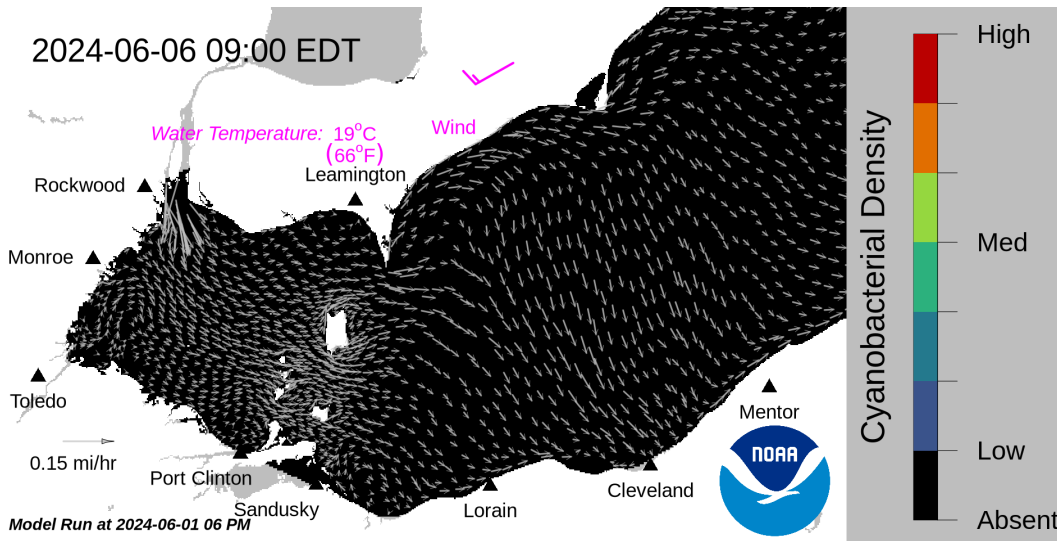 2024-06-06 09:00 EDT
High
Wind
Water Temperature: 19°C
(66°F)
Leamington
Rockwood
Monroe
Cyanobacterial Density
Med
Toledo
Mentor
0.15 mi/hr
NOAA
Low
Port Clinton
Cleveland
Sandusky
Lorain
Model Run at 2024-06-01 06 PM
Absent